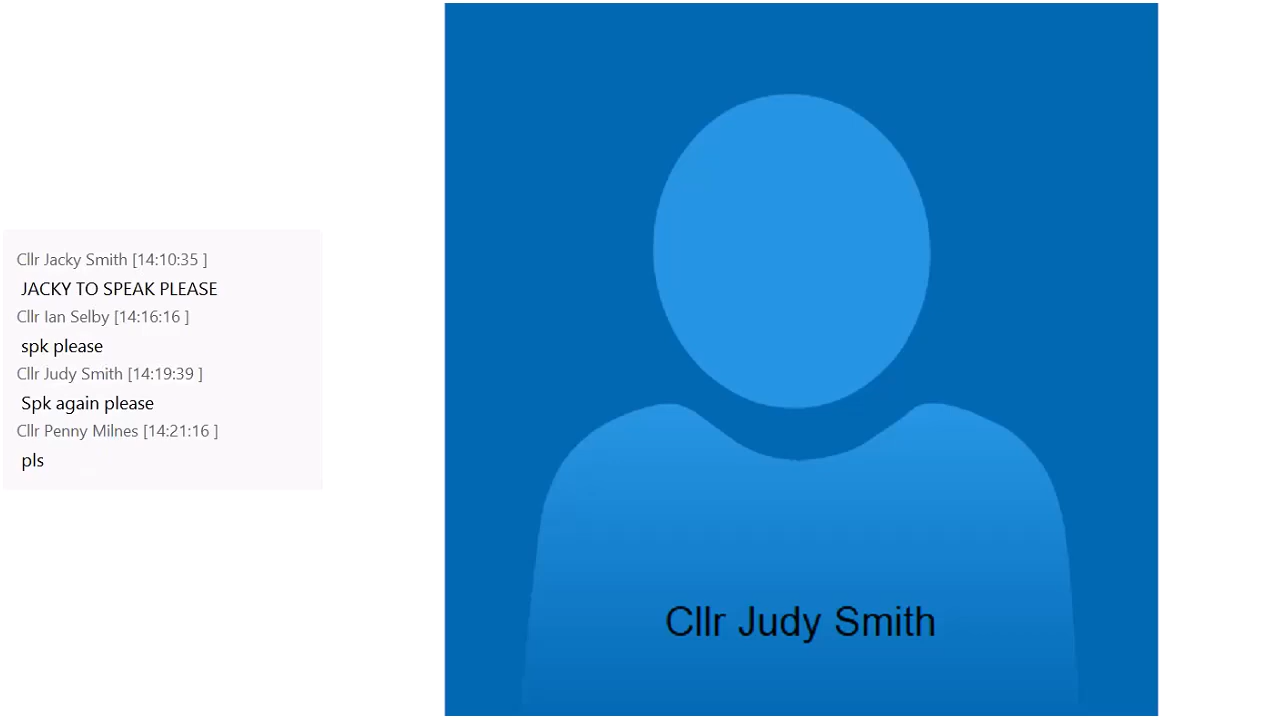 Cllr Jacky Smith [14:10:35 ]
JACKY TO SPEAK PLEASE
Cllr Ian Selby [14:16:16 ]
spk please
Cllr Judy Smith [14:19:39 ]
Spk again please
Cllr Penny Milnes [14:21:16 ]
pls
Cllr Judy Smith